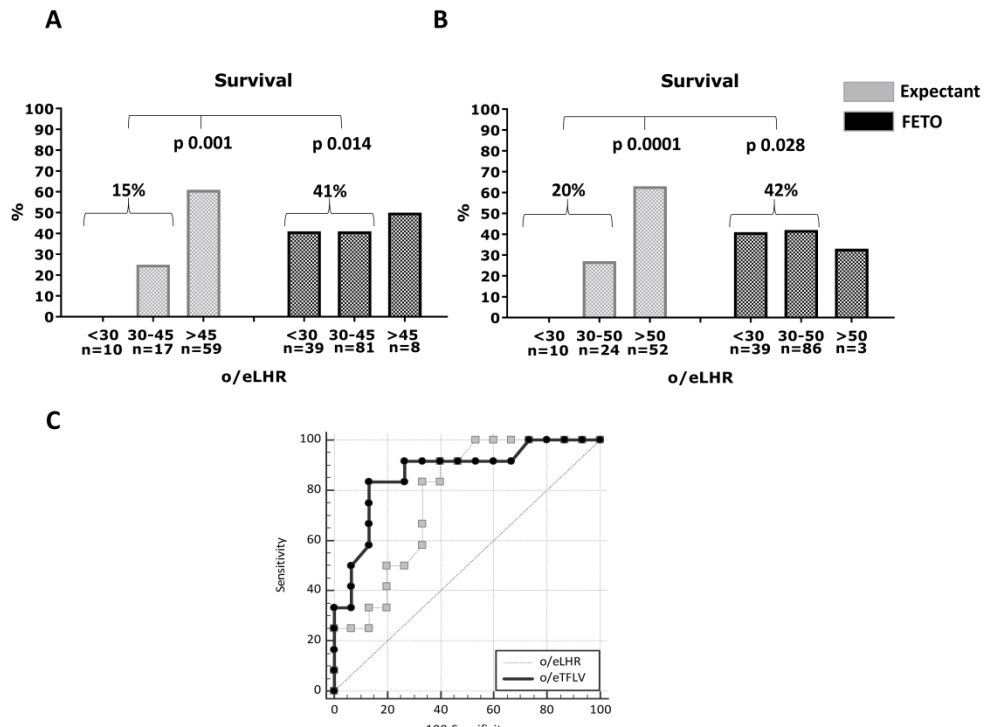 A
Survival
p 0.001 p 0.014
15% 41%
%
100
90
80
70
60
50
40
30
20
10
0
<30 30-45 >45 <30 30-45 >45
n=10 n=17 n=59 n=39 n=81 n=8
o/eLHR
B
Survival
Expectant
FETO
p 0.0001 p 0.028
20% 42%
%
100
90
80
70
60
50
40
30
20
10
0
<30 30-50 >50 <30 30-50 >50
n=10 n=24 n=52 n=39 n=86 n=3
o/eLHR
C
Sensitivity
100
80
60
40
20
0
o/eLHR
o/eTFLV
0 20 40 60 80 100